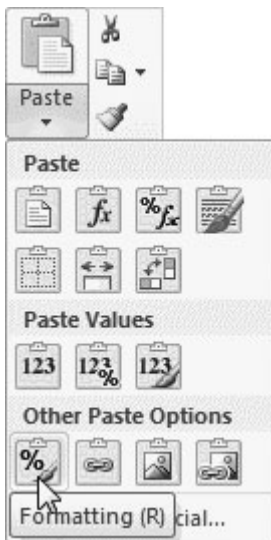 Paste
Paste
fx
%fx
Paste Values
123
123%
123
Other Paste Options
%
Formatting (R) cial...